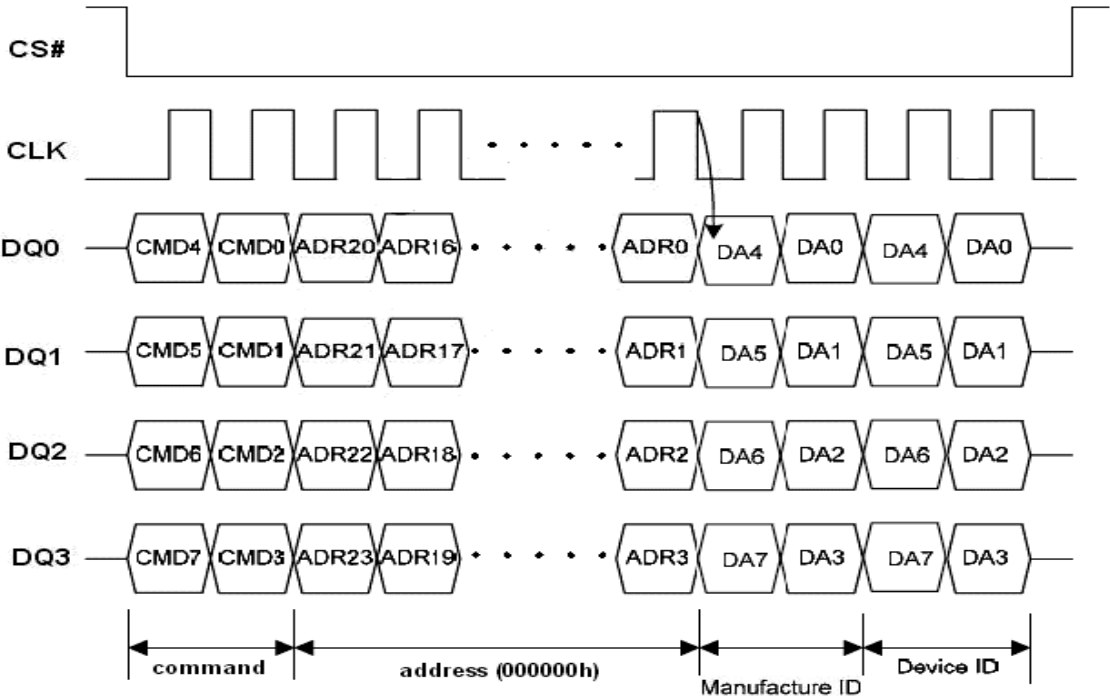 CS#
CLK
DQ0 CMD4 CMD0 ADR20 ADR16 ADR0 DA4 DA0 DA4 DA0
DQ1 CMD5 CMD1 ADR21 ADR17 ADR1 DA5 DA1 DA5 DA1
DQ2 CMD6 CMD2 ADR22 ADR18 ADR2 DA6 DA2 DA6 DA2
DQ3 CMD7 CMD3 ADR23 ADR19 ADR3 DA7 DA3 DA7 DA3
command address (000000h) Manufacture ID Device ID